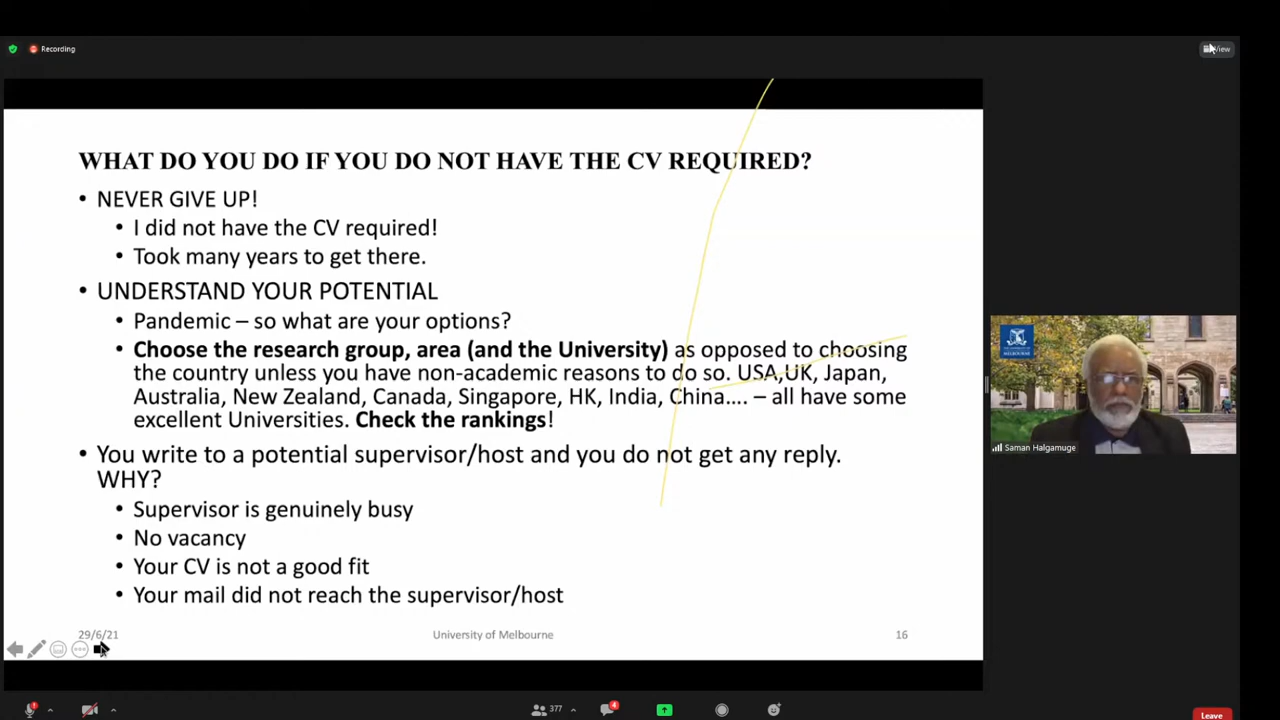 Recording
View
WHAT DO YOU DO IF YOU DO NOT HAVE THE CV REQUIRED?
• NEVER GIVE UP!
• I did not have the CV required!
• Took many years to get there.
• UNDERSTAND YOUR POTENTIAL
• Pandemic – so what are your options?
• Choose the research group, area (and the University) as opposed to choosing
the country unless you have non-academic reasons to do so. USA,UK, Japan,
Australia, New Zealand, Canada, Singapore, HK, India, China.... – all have some
excellent Universities. Check the rankings!
• You write to a potential supervisor/host and you do not get any reply.
WHY?
• Supervisor is genuinely busy
• No vacancy
• Your CV is not a good fit
• Your mail did not reach the supervisor/host
29/6/21
University of Melbourne
16
MELBOURNE
Saman Halgamuge
377
4
Leave